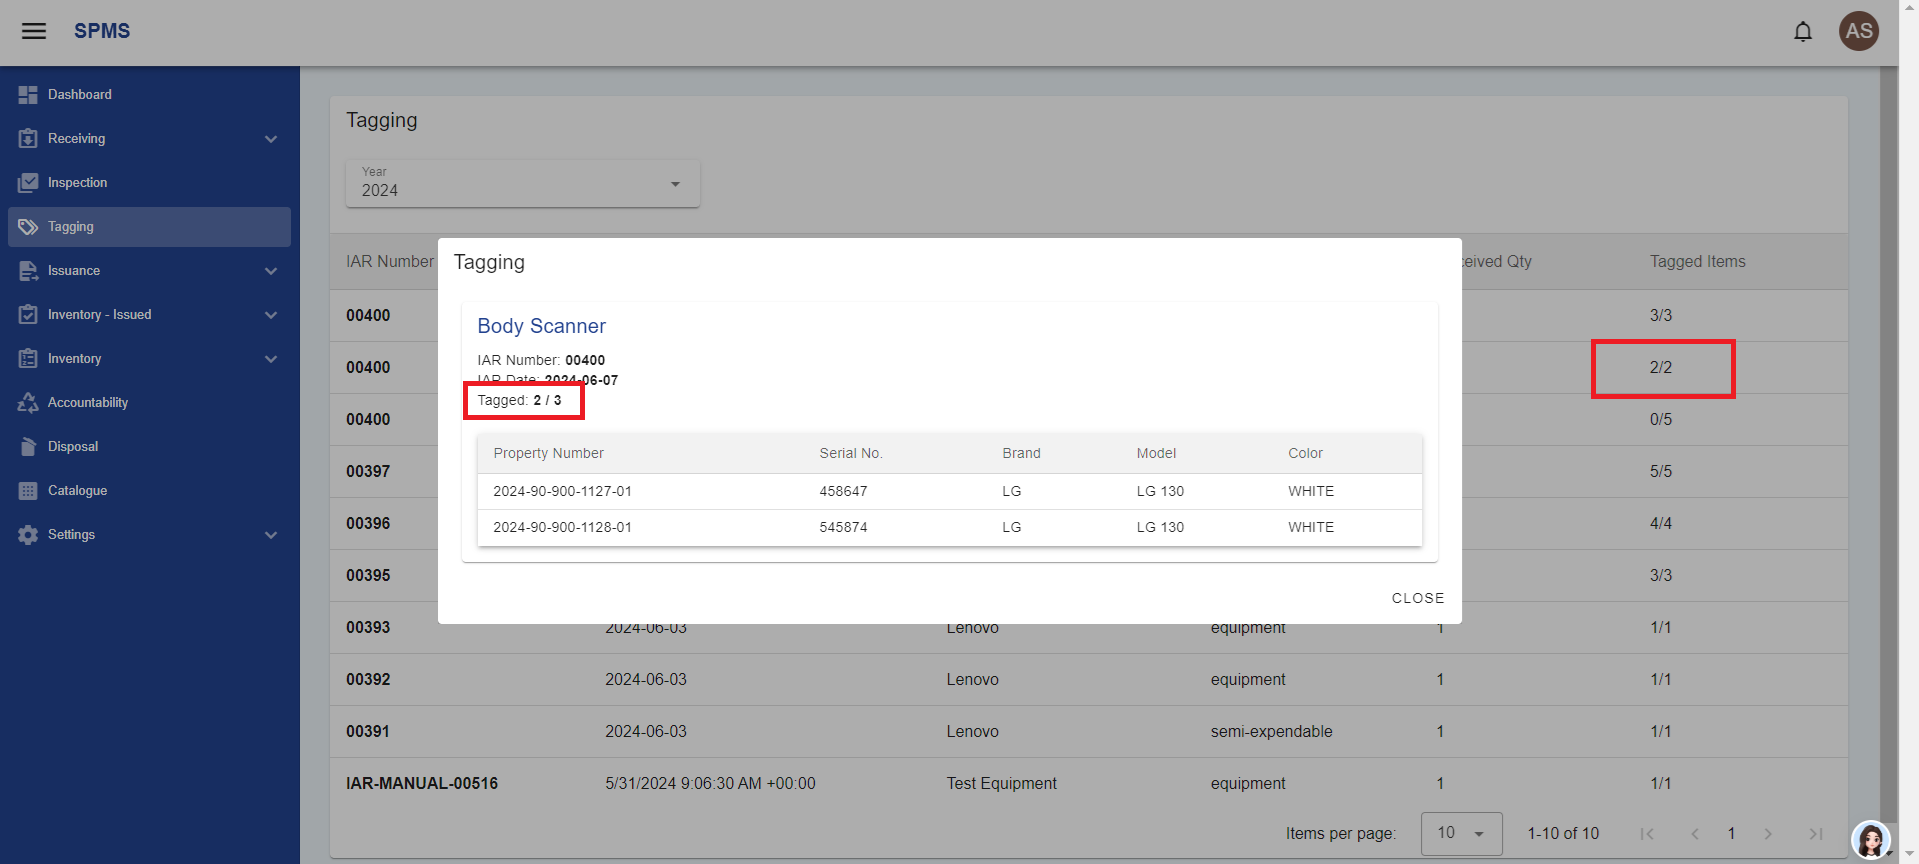 SPMS
AS
Dashboard
Receiving
Inspection
Tagging
Issuance
Inventory - Issued
Inventory
Accountability
Disposal
Catalogue
Settings
Tagging
Year
2024
IAR Number ceived Qty Tagged Items
00400 3/3
00400 2/2
00400 0/5
00397 5/5
00396 4/4
00395 3/3
00393 2024-06-03 Lenovo equipment 1 1/1
00392 2024-06-03 Lenovo equipment 1 1/1
00391 2024-06-03 Lenovo semi-expendable 1 1/1
IAR-MANUAL-00516 5/31/2024 9:06:30 AM +00:00 Test Equipment equipment 1 1/1
Items per page: 10 1-10 of 10 1
Tagging
Body Scanner
IAR Number: 00400
IAR Date: 2024-06-07
Tagged: 2 / 3
Property Number Serial No. Brand Model Color
2024-90-900-1127-01 458647 LG LG 130 WHITE
2024-90-900-1128-01 545874 LG LG 130 WHITE
CLOSE